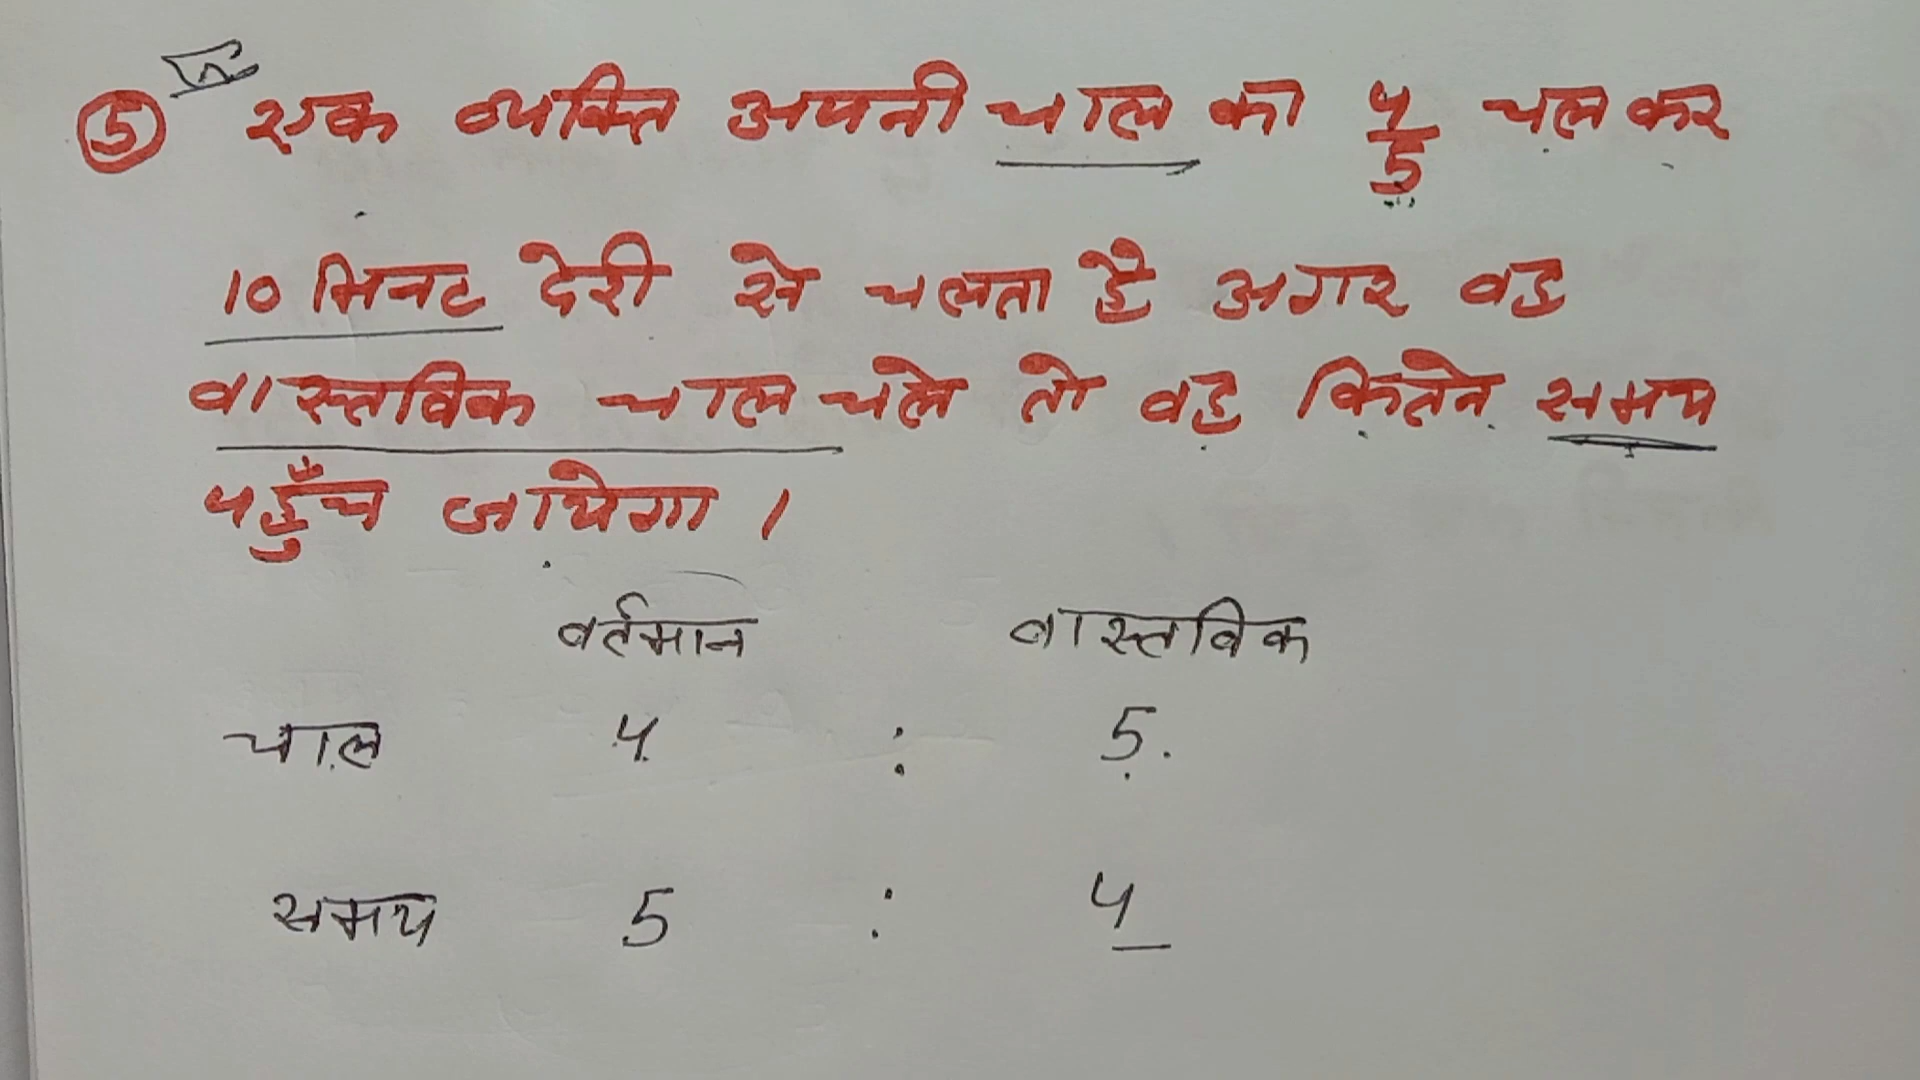 ⑤ एक व्यक्ति अपनी चाल का 4/5 चलकर
10 मिनट देरी से चलता है अगर वह
वास्तविक चाल चले तो वह कितने समय
पहुँच जायेगा ।
वर्तमान वास्तविक
चाल 4 : 5
समय 5 : 4